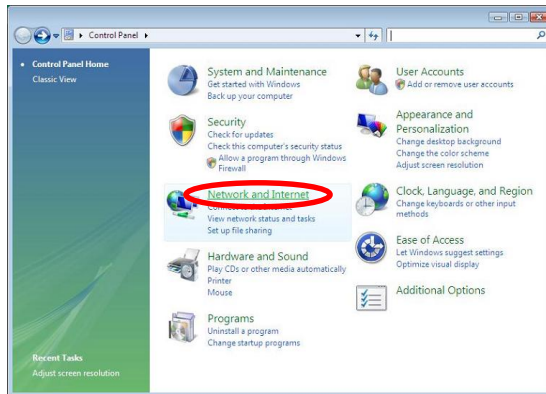 Control Panel
Control Panel Home
Classic View
System and Maintenance
Get started with Windows
Back up your computer
Security
Check for updates
Check this computer's security status
Allow a program through Windows
Firewall
Network and Internet
View network status and tasks
Set up file sharing
Hardware and Sound
Play CDs or other media automatically
Printer
Mouse
Programs
Uninstall a program
Change startup programs
User Accounts
Add or remove user accounts
Appearance and
Personalization
Change desktop background
Change the color scheme
Adjust screen resolution
Clock, Language, and Region
Change keyboards or other input
methods
Ease of Access
Let Windows suggest settings
Optimize visual display
Additional Options
Recent Tasks
Adjust screen resolution